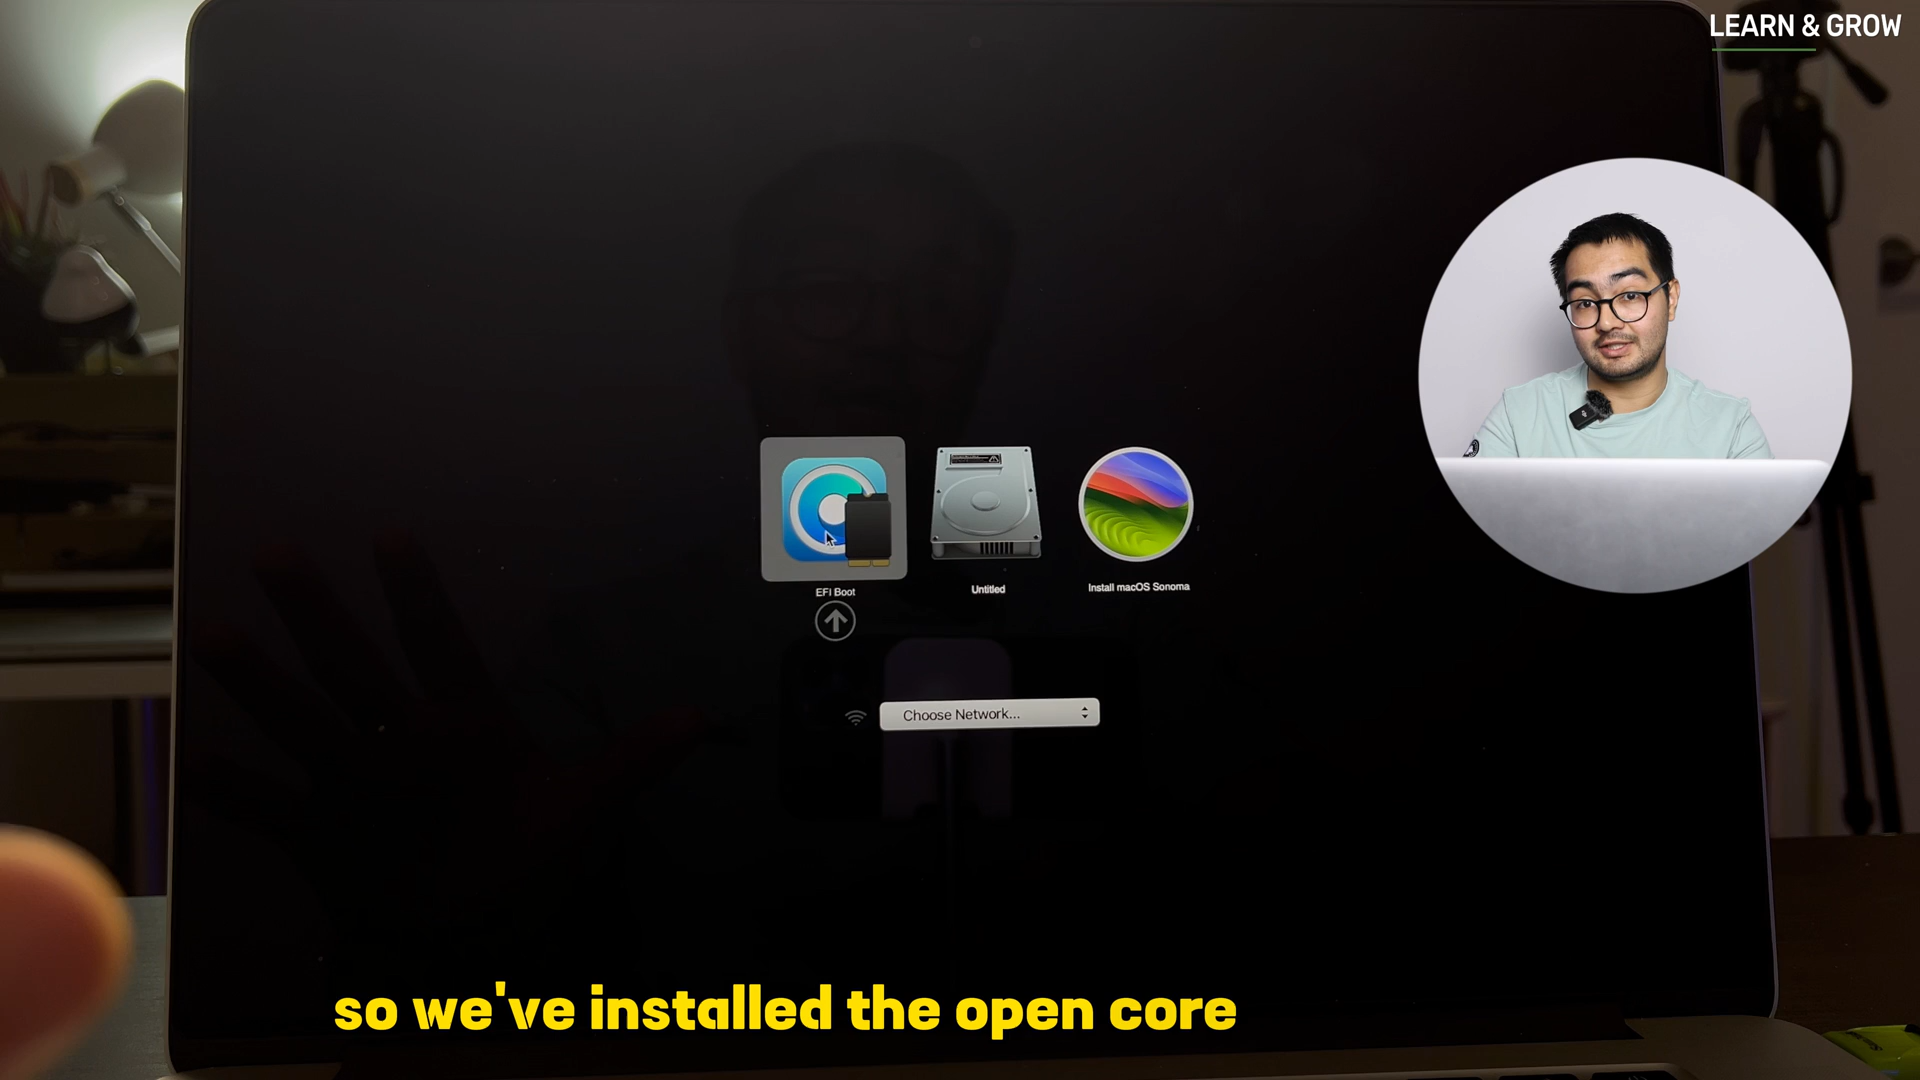 LEARN & GROW
EFI Boot
Untitled
Install macOS Sonoma
Choose Network...
so we've installed the open core